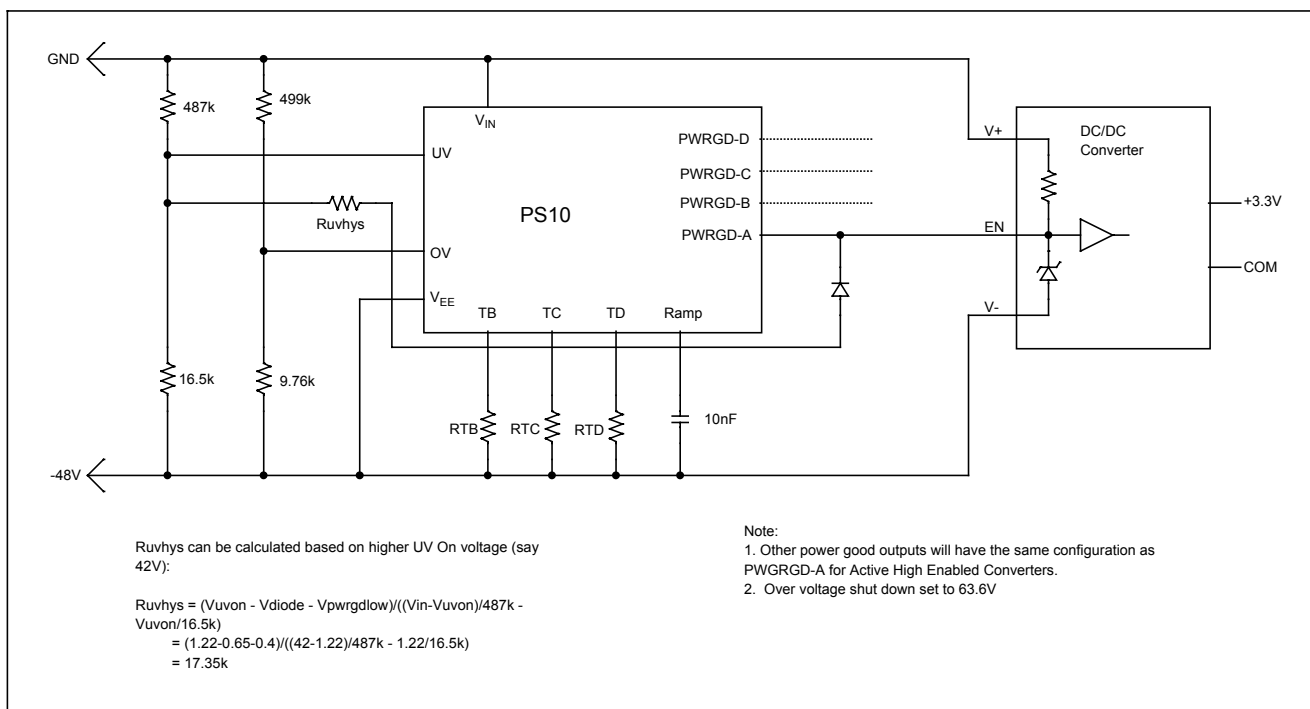 GND
487k
499k
V_IN
UV
Ruvhys
PS10
OV
V_EE
TB
TC
TD
Ramp
PWRGD-D
PWRGD-C
PWRGD-B
PWRGD-A
V+
DC/DC
Converter
EN
V-
+3.3V
COM
16.5k
9.76k
RTB
RTC
RTD
10nF
-48V
Ruvhys can be calculated based on higher UV On voltage (say
42V):
Ruvhys = (Vuvon - Vdiode - Vpwrgdlow)/((Vin-Vuvon)/487k -
Vuvon/16.5k)
= (1.22-0.65-0.4)/((42-1.22)/487k - 1.22/16.5k)
= 17.35k
Note:
1. Other power good outputs will have the same configuration as
PWGRGD-A for Active High Enabled Converters.
2. Over voltage shut down set to 63.6V